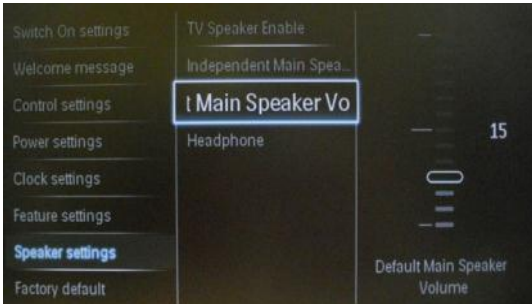 Switch On settings
Welcome message
Control settings
Power settings
Clock settings
Feature settings
Speaker settings
Factory default
TV Speaker Enable
Independent Main Spea...
t Main Speaker Vo
Headphone
15
Default Main Speaker
Volume